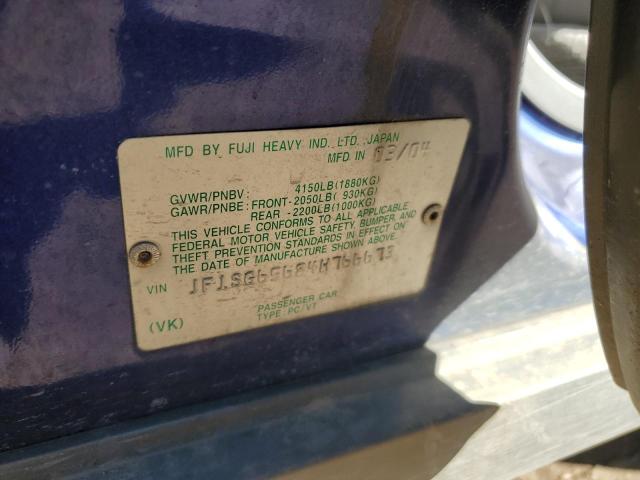 MFD BY FUJI HEAVY IND. LTD. JAPAN
MFD IN 03/04
GVWR/PNBV: 4150LB(1880KG)
GAWR/PNBE: FRONT-2050LB( 930KG)
REAR -2200LB(1000KG)
THIS VEHICLE CONFORMS TO ALL APPLICABLE
FEDERAL MOTOR VEHICLE SAFETY, BUMPER, AND
THEFT PREVENTION STANDARDS IN EFFECT ON
THE DATE OF MANUFACTURE SHOWN ABOVE.
VIN JF1SG65684H766673
PASSENGER CAR
(VK) TYPE:PC/VT